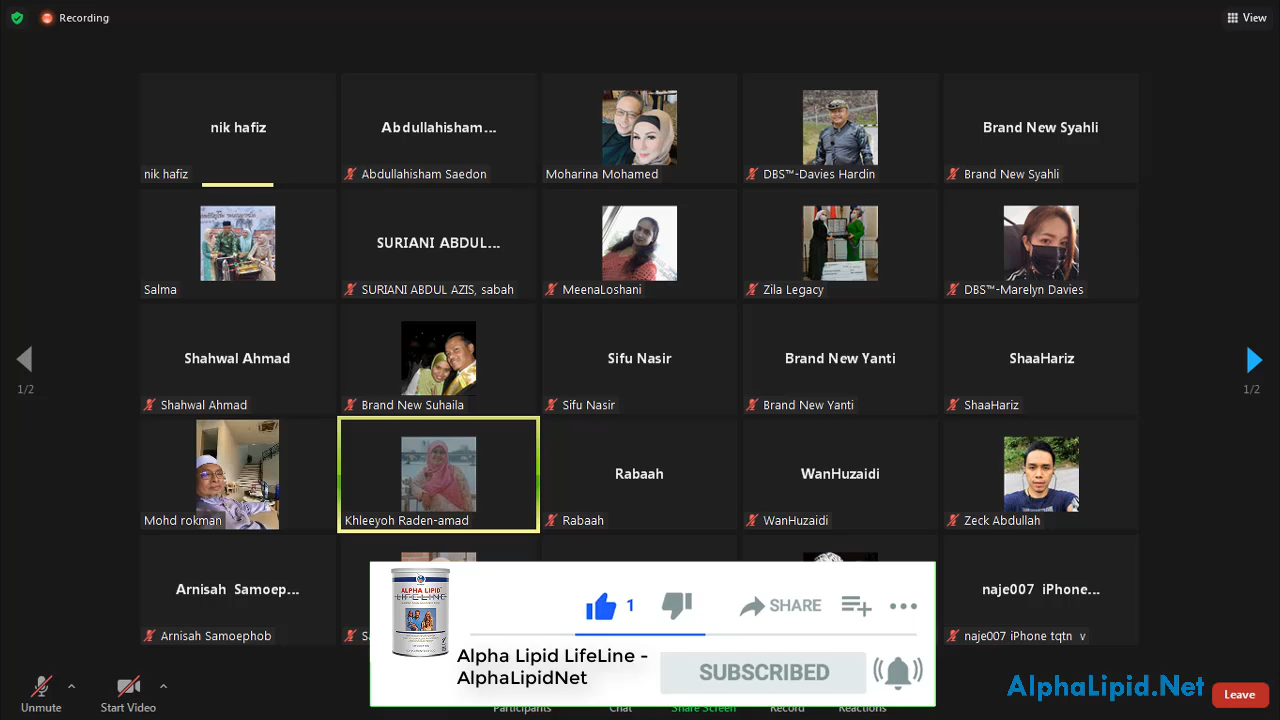 Recording
View
nik hafiz
nik hafiz
Abdullahisham...
Abdullahisham Saedon
Moharina Mohamed
DBS™-Davies Hardin
Brand New Syahli
Brand New Syahli
Salma
SURIANI ABDUL...
SURIANI ABDUL AZIS, sabah
MeenaLoshani
Zila Legacy
DBS™-Marelyn Davies
Shahwal Ahmad
Shahwal Ahmad
Brand New Suhaila
Sifu Nasir
Sifu Nasir
Brand New Yanti
Brand New Yanti
ShaaHariz
ShaaHariz
1/2
1/2
Mohd rokman
Khleeyoh Raden-amad
Rabaah
Rabaah
WanHuzaidi
WanHuzaidi
Zeck Abdullah
Arnisah Samoep...
Arnisah Samoephob
naje007 iPhone...
naje007 iPhone tqtn v
ALPHA LIPID
LIFELINE
1
SHARE
Alpha Lipid LifeLine -
AlphaLipidNet
SUBSCRIBED
AlphaLipid.Net
Unmute
Start Video
Participants
Chat
Share Screen
Record
Reactions
Leave